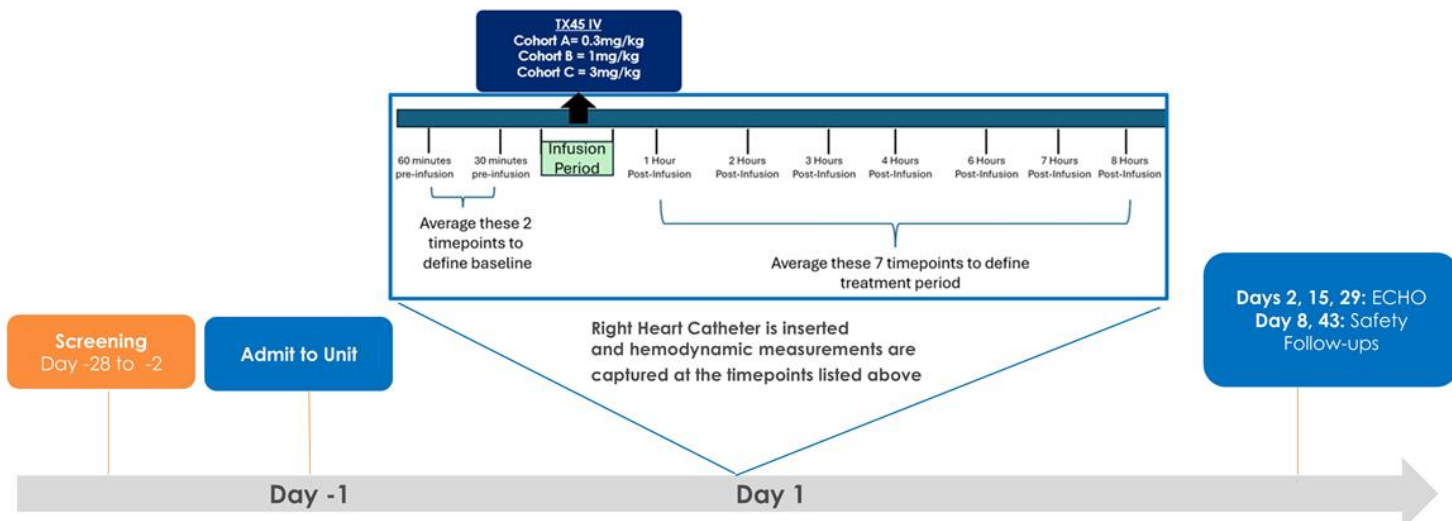 TX45 IV
Cohort A= 0.3mg/kg
Cohort B = 1mg/kg
Cohort C = 3mg/kg
60 minutes
pre-infusion
30 minutes
pre-infusion
Infusion
Period
1 Hour
Post-Infusion
2 Hours
Post-Infusion
3 Hours
Post-Infusion
4 Hours
Post-Infusion
6 Hours
Post-Infusion
7 Hours
Post-Infusion
8 Hours
Post-Infusion
Average these 2
timepoints to
define baseline
Average these 7 timepoints to define
treatment period
Screening
Day -28 to -2
Admit to Unit
Right Heart Catheter is inserted
and hemodynamic measurements are
captured at the timepoints listed above
Days 2, 15, 29: ECHO
Day 8, 43: Safety
Follow-ups
Day -1
Day 1